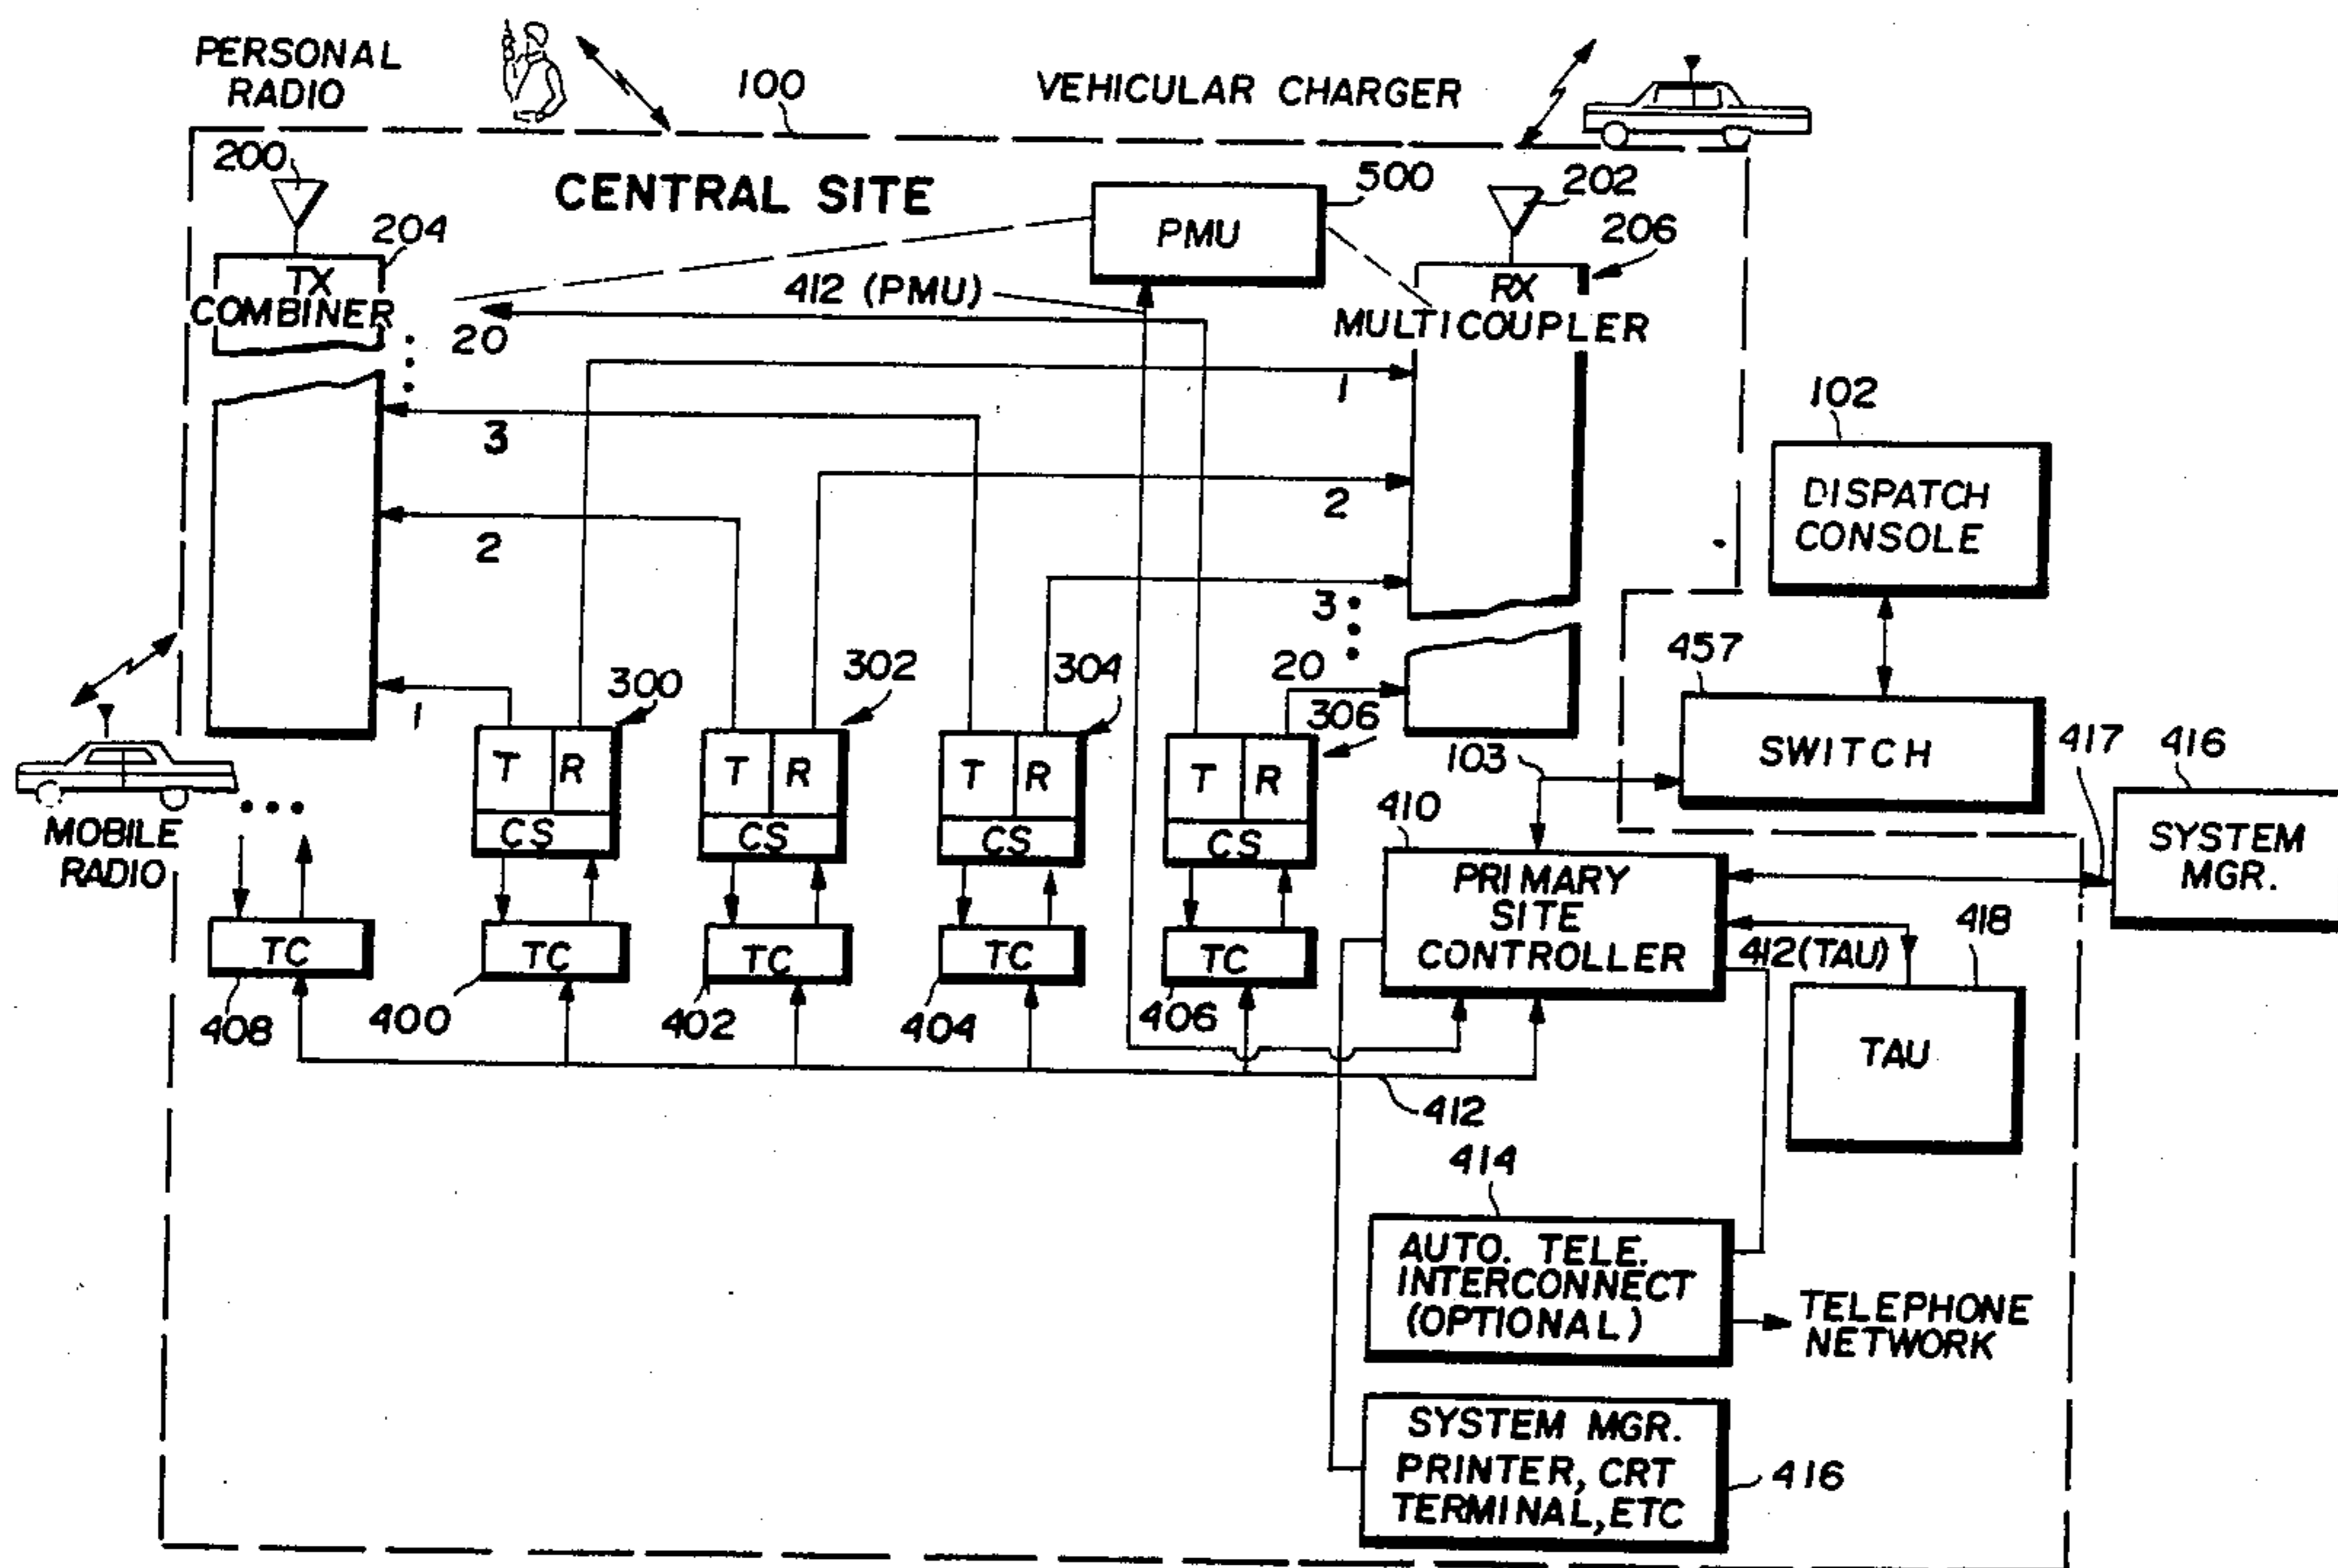 PERSONAL
RADIO
100
VEHICULAR CHARGER
200
CENTRAL SITE
500
202
204
PMU
206
TX
COMBINER
412 (PMU)
RX
MULTICOUPLER
20
1
3
102
2
2
DISPATCH
CONSOLE
3
457
20
300
302
304
306
1
SWITCH
417
416
103
T R
CS
T R
CS
T R
CS
T R
CS
410
MOBILE
RADIO
SYSTEM
MGR.
PRIMARY
SITE
CONTROLLER
418
412(TAU)
TC
TC
TC
TC
TC
408
400
402
404
406
TAU
412
414
AUTO. TELE.
INTERCONNECT
(OPTIONAL)
TELEPHONE
NETWORK
SYSTEM MGR.
PRINTER, CRT
TERMINAL, ETC
416